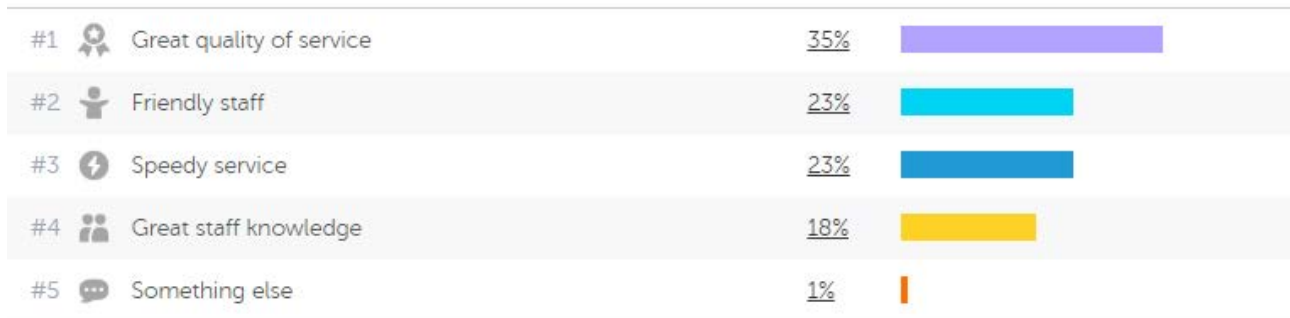 #1 Great quality of service 35%
#2 Friendly staff 23%
#3 Speedy service 23%
#4 Great staff knowledge 18%
#5 Something else 1%